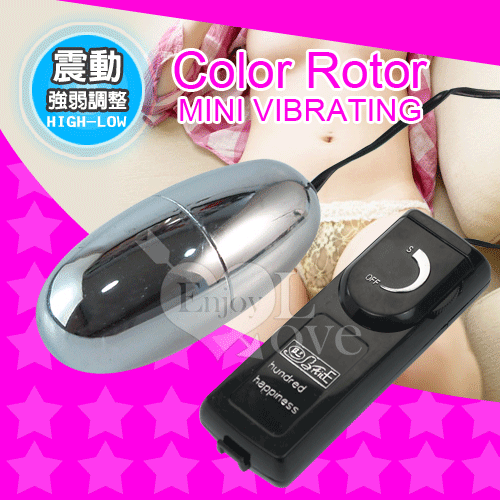 震動
強弱調整
HIGH-LOW
Color Rotor
MINI VIBRATING
S
OFF
Enjoy Love
hundred
happiness